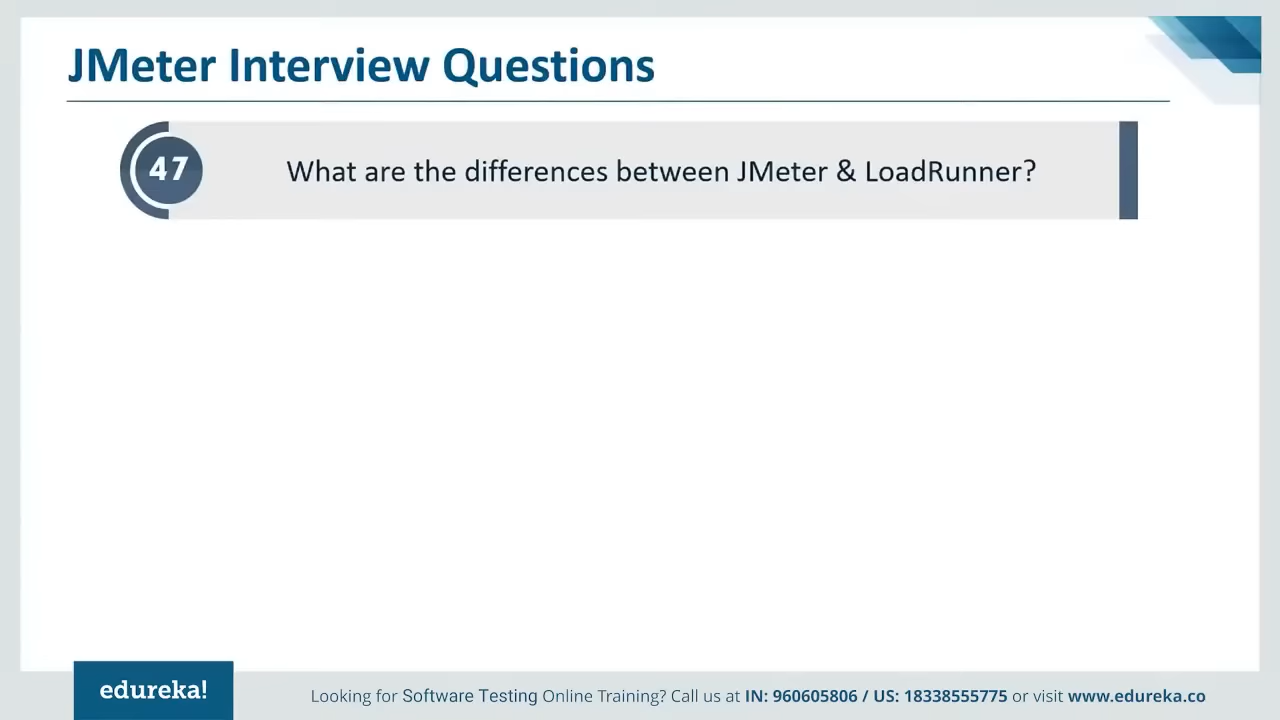 JMeter Interview Questions
47
What are the differences between JMeter & LoadRunner?
edureka!
Looking for Software Testing Online Training? Call us at IN: 960605806 / US: 18338555775 or visit www.edureka.co